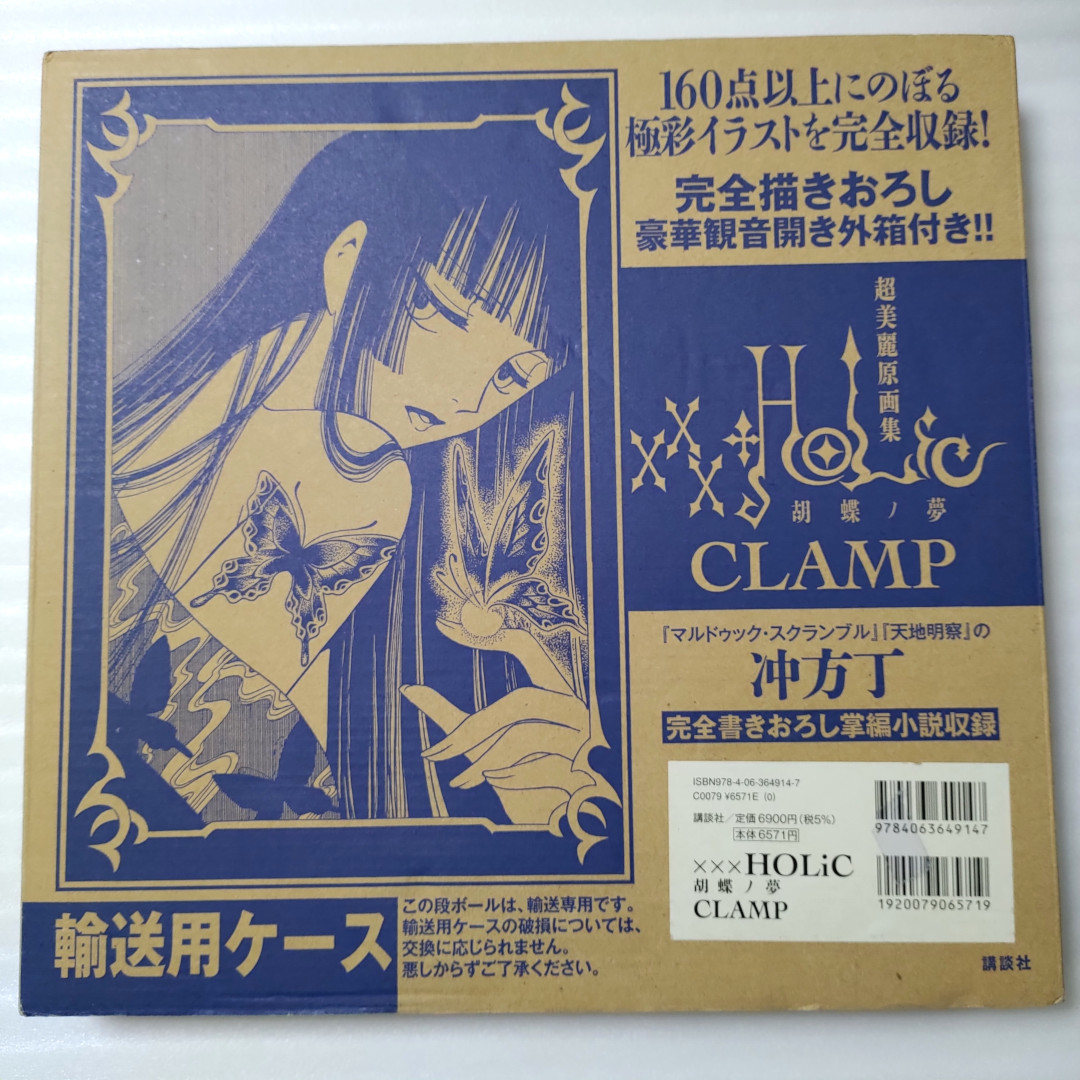 160点以上にのぼる
極彩イラストを完全収録!
完全描きおろし
豪華観音開き外箱付き!!
超美麗原画集
×××HOLiC
胡蝶ノ夢
CLAMP
『マルドゥック・スクランブル』『天地明察』の
冲方丁
完全書きおろし掌編小説収録
ISBN978-4-06-364914-7
C0079 ¥6571E (0)
講談社/定価6900円(税5%)
本体6571円
×××HOLiC
胡蝶ノ夢
CLAMP
9784063649147
1920079065719
輸送用ケース
この段ボールは、輸送専用です。
輸送用ケースの破損については、
交換に応じられません。
悪しからずご了承ください。
講談社